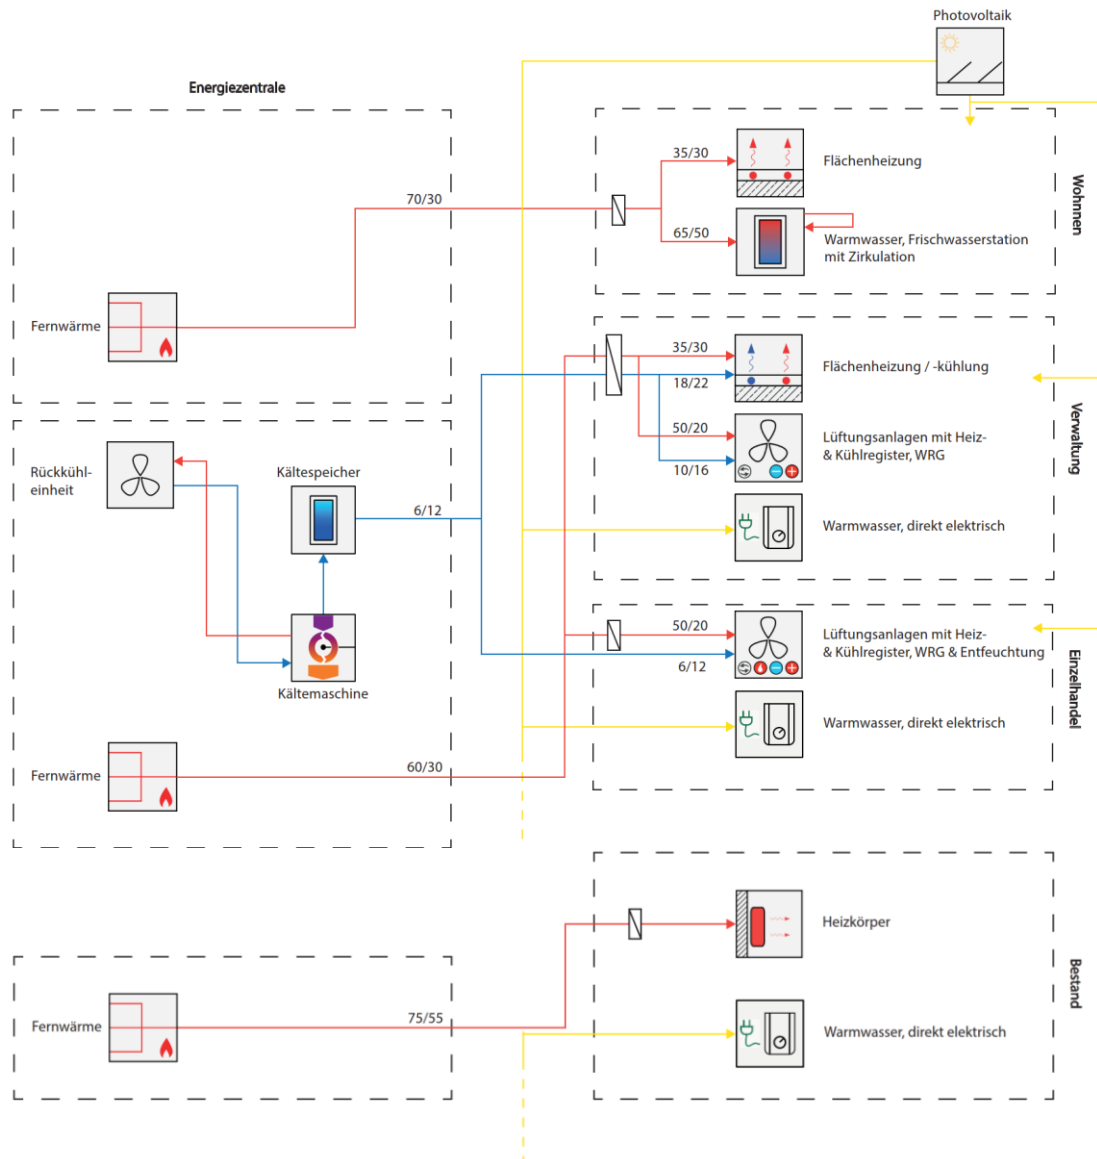 Photovoltaik
Energiezentrale
35/30
Flächenheizung
70/30
Wohnnen
65/50
Warmwasser, Frischwasserstation
mit Zirkulation
Fernwärme
35/30
Flächenheizung / -kühlung
18/22
Verwaltung
50/20
Lüftungsanlagen mit Heiz-
& Kühlregister, WRG
10/16
Rückkühl-
einheit
Kältespeicher
6/12
Warmwasser, direkt elektrisch
50/20
Lüftungsanlagen mit Heiz-
& Kühlregister, WRG & Entfeuchtung
6/12
Einzelhandel
Kältemaschine
Warmwasser, direkt elektrisch
Fernwärme
60/30
Heizkörper
Bestand
Fernwärme
75/55
Warmwasser, direkt elektrisch